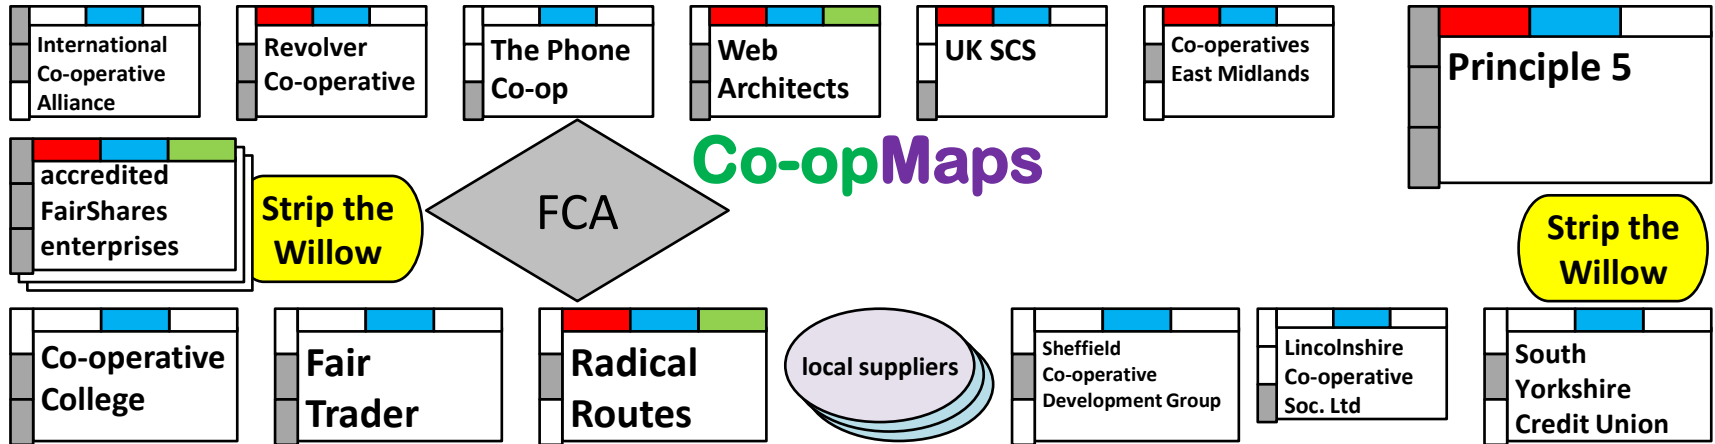 International
Co-operative
Alliance
Revolver
Co-operative
The Phone
Co-op
Web
Architects
UK SCS
Co-operatives
East Midlands
Principle 5
accredited
FairShares
enterprises
Strip the
Willow
FCA
Co-opMaps
Strip the
Willow
Co-operative
College
Fair
Trader
Radical
Routes
local suppliers
Sheffield
Co-operative
Development Group
Lincolnshire
Co-operative
Soc. Ltd
South
Yorkshire
Credit Union